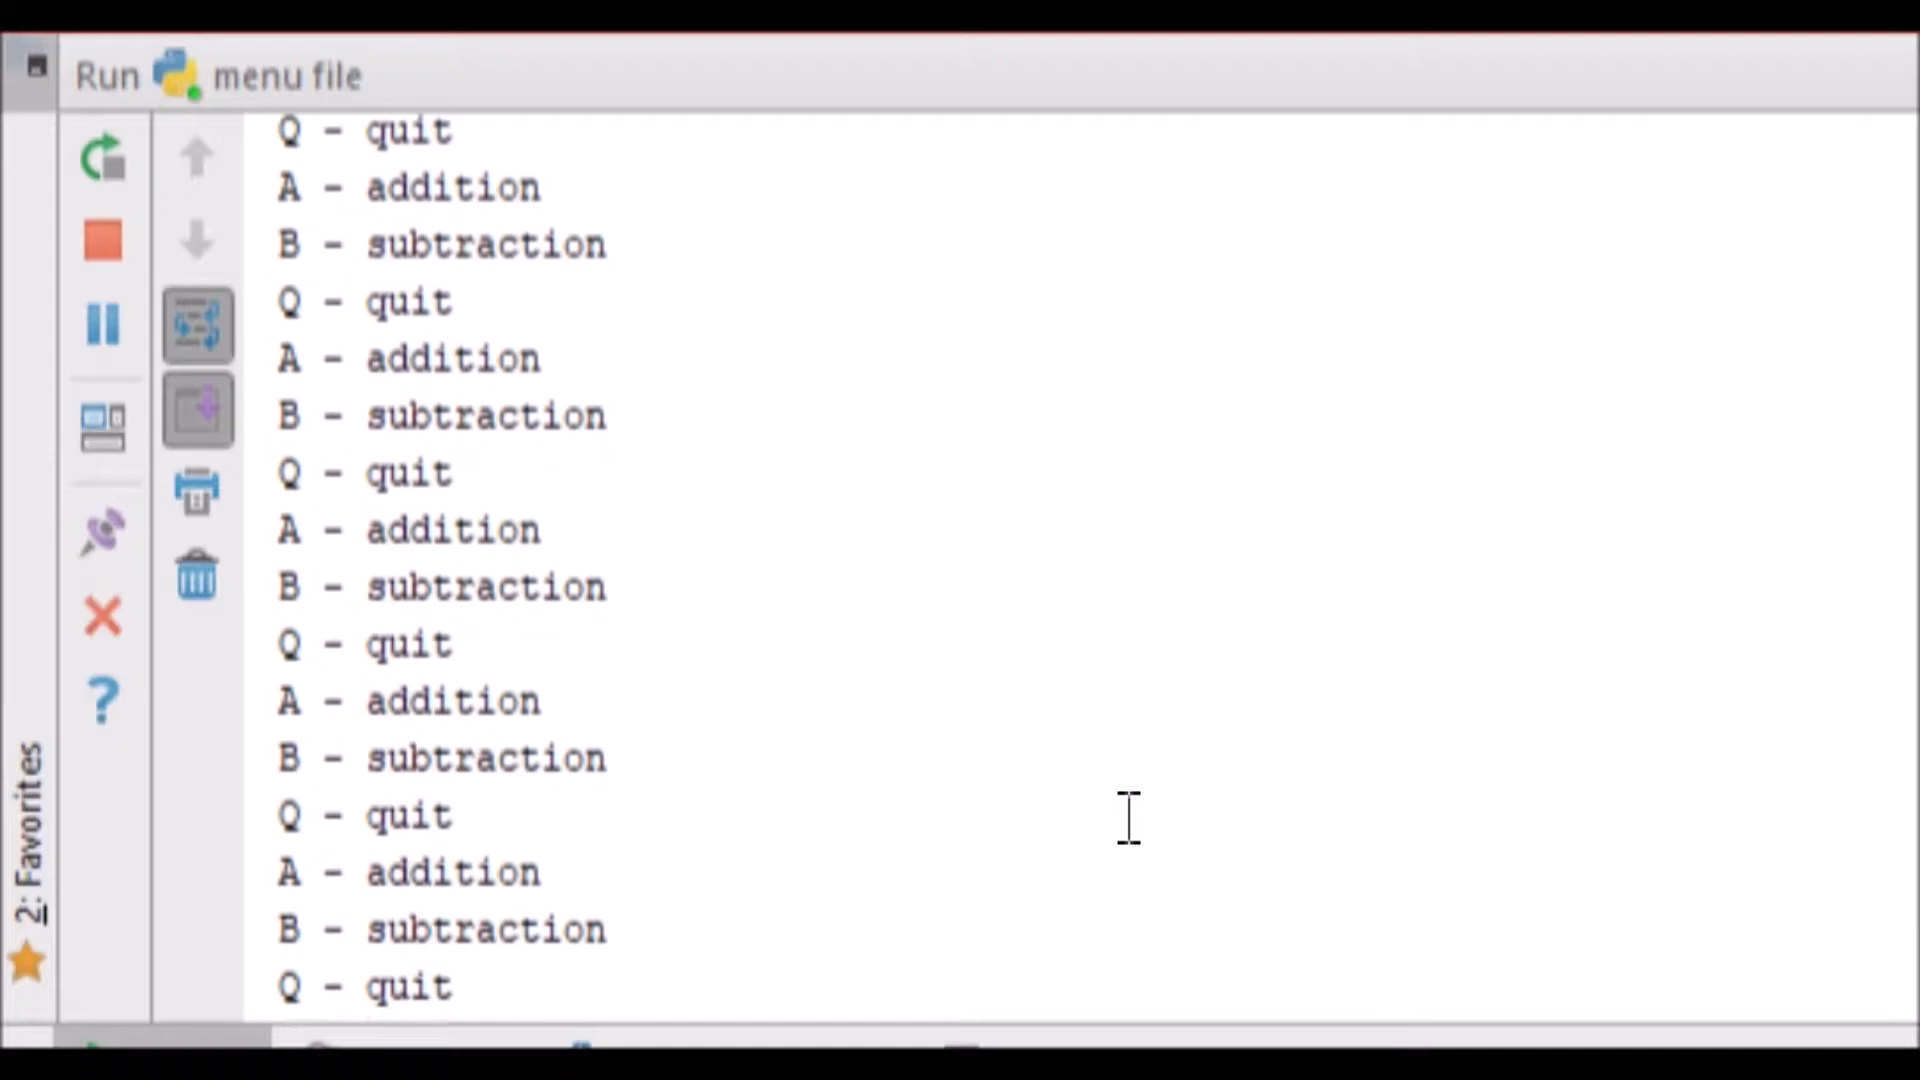 Run menu file
Q - quit
A - addition
B - subtraction
Q - quit
A - addition
B - subtraction
Q - quit
A - addition
B - subtraction
Q - quit
A - addition
B - subtraction
Q - quit
A - addition
B - subtraction
Q - quit
2: Favorites